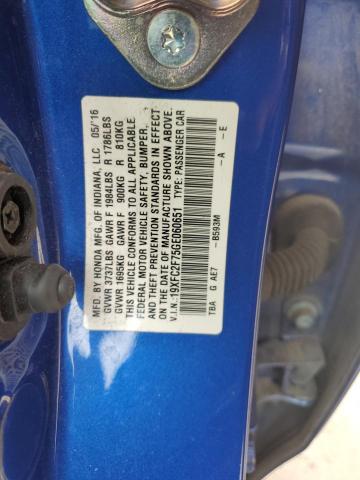 MFD. BY HONDA MFG. OF INDIANA, LLC 05/'16
GVWR 3737LBS GAWR F 1984LBS R 1786LBS
GVWR 1695KG GAWR F 900KG R 810KG
THIS VEHICLE CONFORMS TO ALL APPLICABLE
FEDERAL MOTOR VEHICLE SAFETY, BUMPER,
AND THEFT PREVENTION STANDARDS IN EFFECT
ON THE DATE OF MANUFACTURE SHOWN ABOVE.
V.I.N.: 19XFC2F75GE060651 TYPE: PASSENGER CAR
TBA G AE7 -B593M -A -E